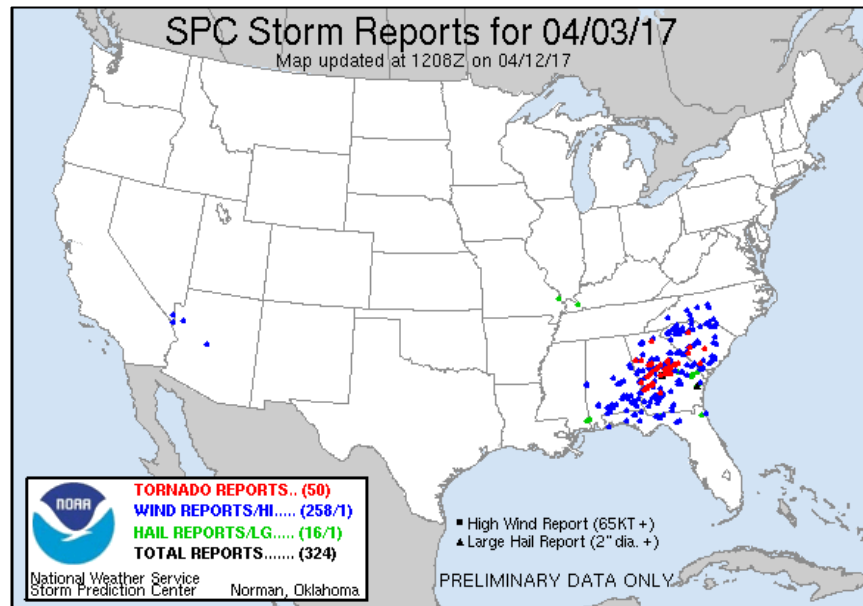 SPC Storm Reports for 04/03/17
Map updated at 1208Z on 04/12/17
NOAA
TORNADO REPORTS.. (50)
WIND REPORTS/HI..... (258/1)
HAIL REPORTS/LG..... (16/1)
TOTAL REPORTS....... (324)
National Weather Service
Storm Prediction Center Norman, Oklahoma
High Wind Report (65KT +)
Large Hail Report (2" dia. +)
PRELIMINARY DATA ONLY